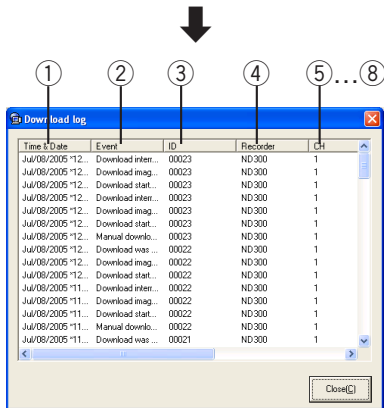 ① ② ③ ④ ⑤...⑧
Download log
Time & Date Event ID Recorder CH
Jul/08/2005 *12... Download interr... 00023 ND300 1
Jul/08/2005 *12... Download imag... 00023 ND300 1
Jul/08/2005 *12... Download start... 00023 ND300 1
Jul/08/2005 *12... Download interr... 00023 ND300 1
Jul/08/2005 *12... Download imag... 00023 ND300 1
Jul/08/2005 *12... Download start... 00023 ND300 1
Jul/08/2005 *12... Manual downlo... 00023 ND300 1
Jul/08/2005 *12... Download was ... 00022 ND300 1
Jul/08/2005 *12... Download imag... 00022 ND300 1
Jul/08/2005 *12... Download start... 00022 ND300 1
Jul/08/2005 *11... Download interr... 00022 ND300 1
Jul/08/2005 *11... Download imag... 00022 ND300 1
Jul/08/2005 *11... Download start... 00022 ND300 1
Jul/08/2005 *11... Manual downlo... 00022 ND300 1
Jul/08/2005 *11... Download was ... 00021 ND300 1
Close(C)